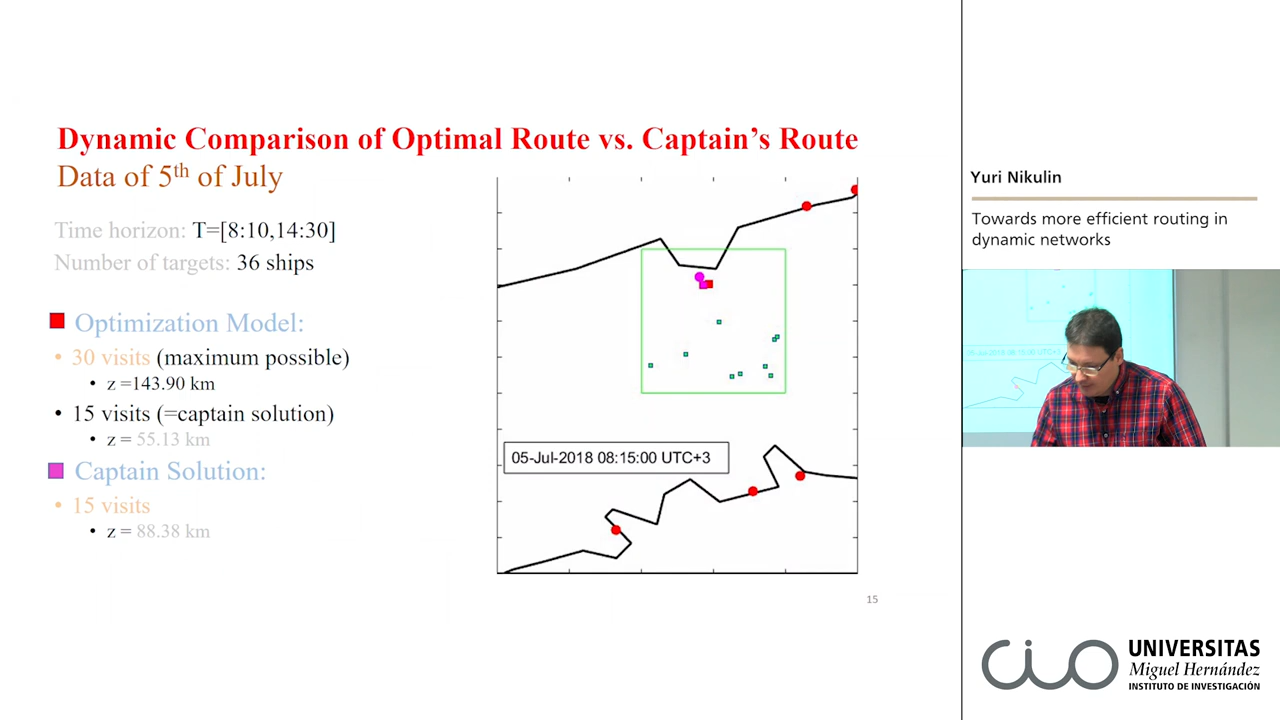 Dynamic Comparison of Optimal Route vs. Captain's Route
Data of 5th of July
Time horizon: T=[8:10,14:30]
Number of targets: 36 ships
Optimization Model:
• 30 visits (maximum possible)
• z =143.90 km
• 15 visits (=captain solution)
• z = 55.13 km
Captain Solution:
• 15 visits
• z = 88.38 km
05-Jul-2018 08:15:00 UTC+3
15
Yuri Nikulin
Towards more efficient routing in
dynamic networks
cio
UNIVERSITAS
Miguel Hernández
INSTITUTO DE INVESTIGACIÓN